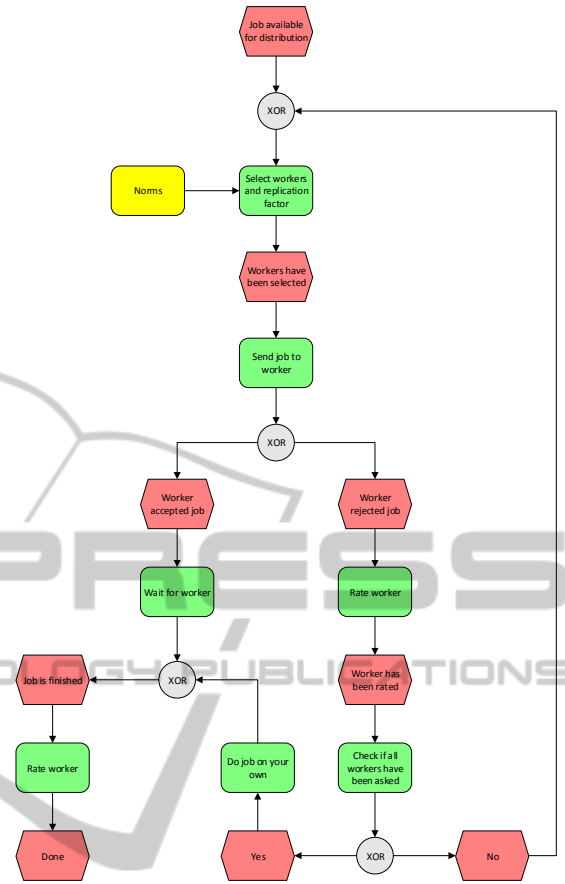 Job available
for distribution
XOR
Norms
Select workers
and replication
factor
Workers have
been selected
Send job to
worker
XOR
Worker
accepted job
Worker
rejected job
PRESS
Wait for worker
Rate worker
Job is finished
XOR
Worker has
been rated
OLOGY PUBLICATIONS
Rate worker
Do job on your
own
Check if all
workers have
been asked
Done
Yes
XOR
No